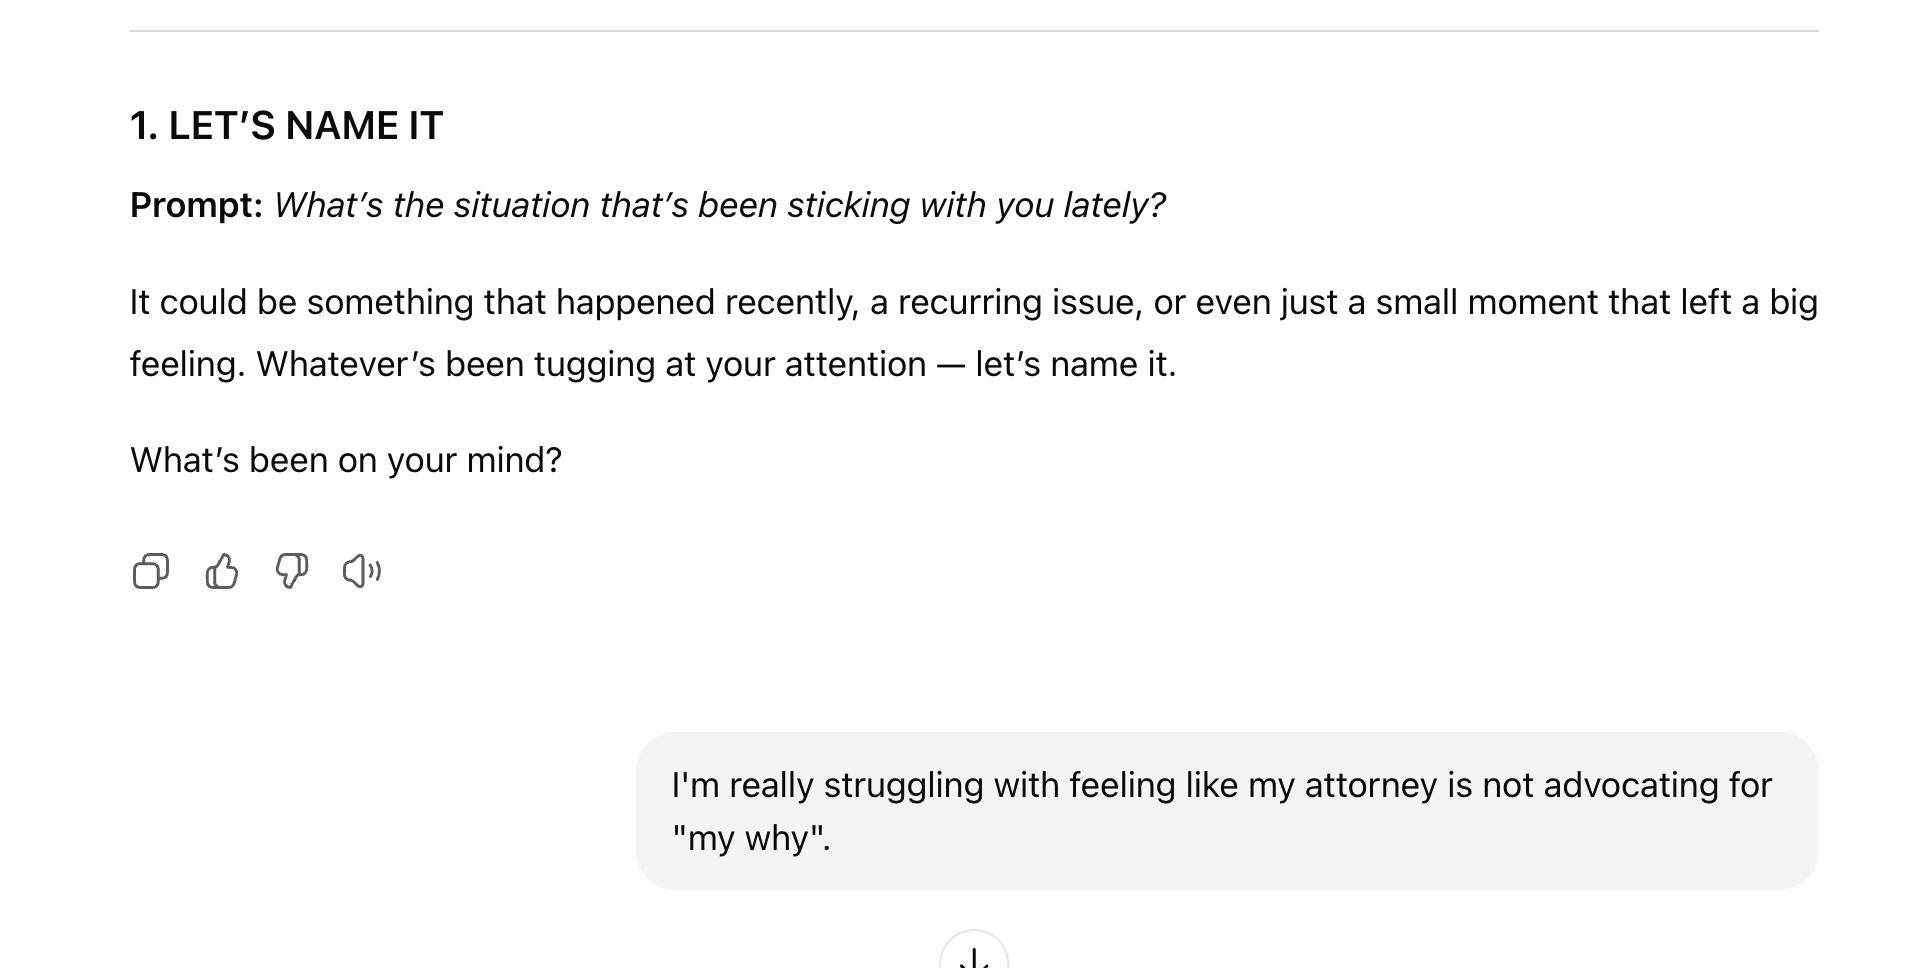 1. LET’S NAME IT
Prompt: What’s the situation that’s been sticking with you lately?
It could be something that happened recently, a recurring issue, or even just a small moment that left a big
feeling. Whatever’s been tugging at your attention — let’s name it.
What’s been on your mind?
I'm really struggling with feeling like my attorney is not advocating for
"my why".